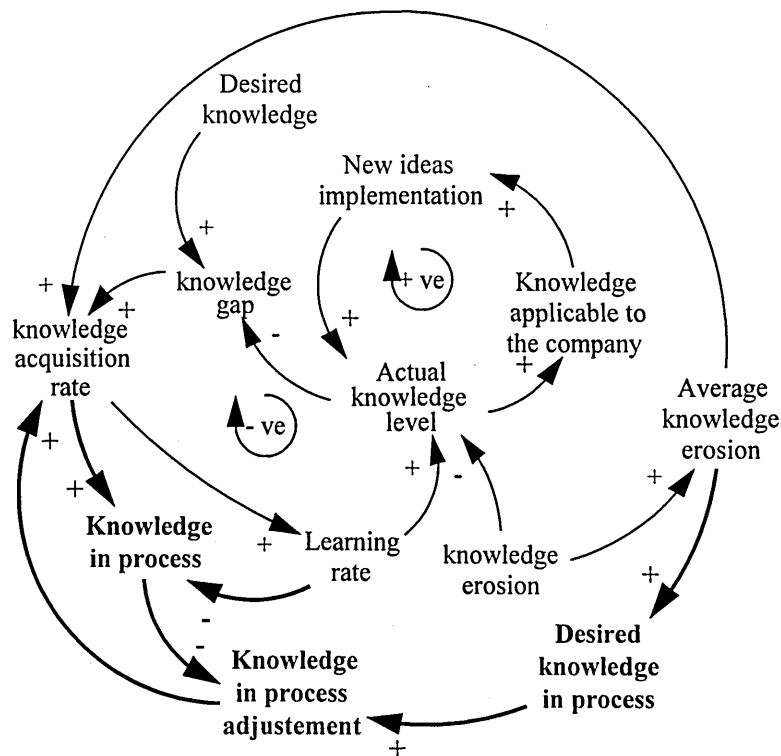 Desired
knowledge
New ideas
implementation
+
+
knowledge
gap
+ ve
Knowledge
applicable to
the company
+
+
knowledge
acquisition
rate
+
-
Actual
knowledge
level
+
Average
knowledge
erosion
- ve
+
+
-
+
+
Knowledge
in process
+
Learning
rate
knowledge
erosion
+
-
-
Knowledge
in process
adjustement
Desired
knowledge
in process
+